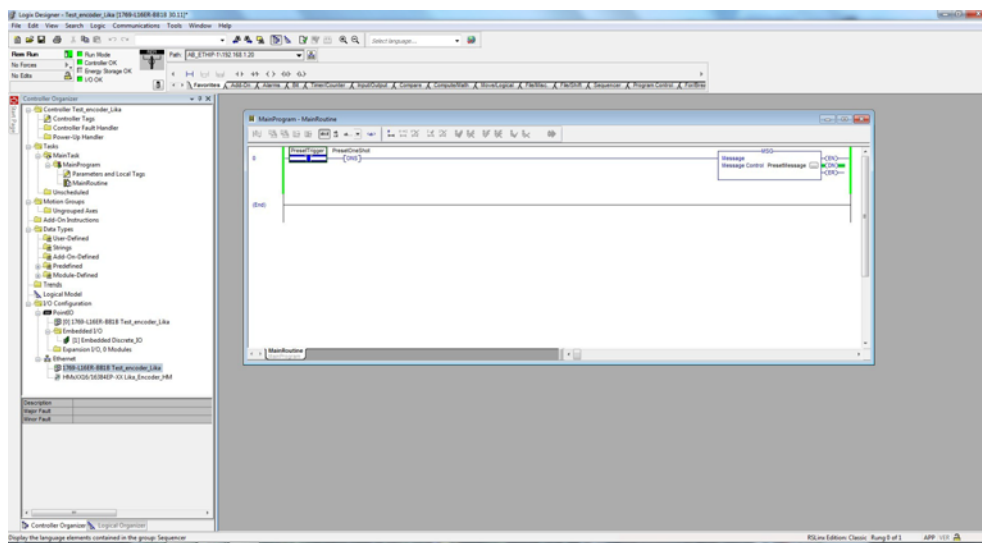 Logix Designer - Test_encoder_Lika [1769-L16ER-BB1B 30.11]*
File Edit View Search Logic Communications Tools Window Help
Select language...
Rem Run
Run Mode
Path: AB_ETHIP-1\192.168.1.20
No Forces
Controller OK
Energy Storage OK
No Edits
I/O OK
Favorites Add-On Alarms Bit Timer/Counter Input/Output Compare Compute/Math Move/Logical File/Misc. File/Shift Sequencer Program Control
Controller Organizer
Start Page
Controller Test_encoder_Lika
Controller Tags
Controller Fault Handler
Power-Up Handler
Tasks
MainTask
MainProgram
Parameters and Local Tags
MainRoutine
Unscheduled
Motion Groups
Ungrouped Axes
Add-On Instructions
Data Types
User-Defined
Strings
Add-On-Defined
Predefined
Module-Defined
Trends
Logical Model
I/O Configuration
PointIO
[0] 1769-L16ER-BB1B Test_encoder_Lika
Embedded I/O
[1] Embedded Discrete_IO
Expansion I/O, 0 Modules
Ethernet
1769-L16ER-BB1B Test_encoder_Lika
Lika_Encoder_HM
Description
Major Fault
Minor Fault
Controller Organizer Logical Organizer
MainProgram - MainRoutine
0
PresetTrigger
PresetOneShot
ONS
MSG
Message
Message Control PresetMessage
EN
DN
ER
(End)
MainRoutine
Display the language elements contained in the group: Sequencer
RSLinx Edition: Classic Rung 0 of 1 APP VER